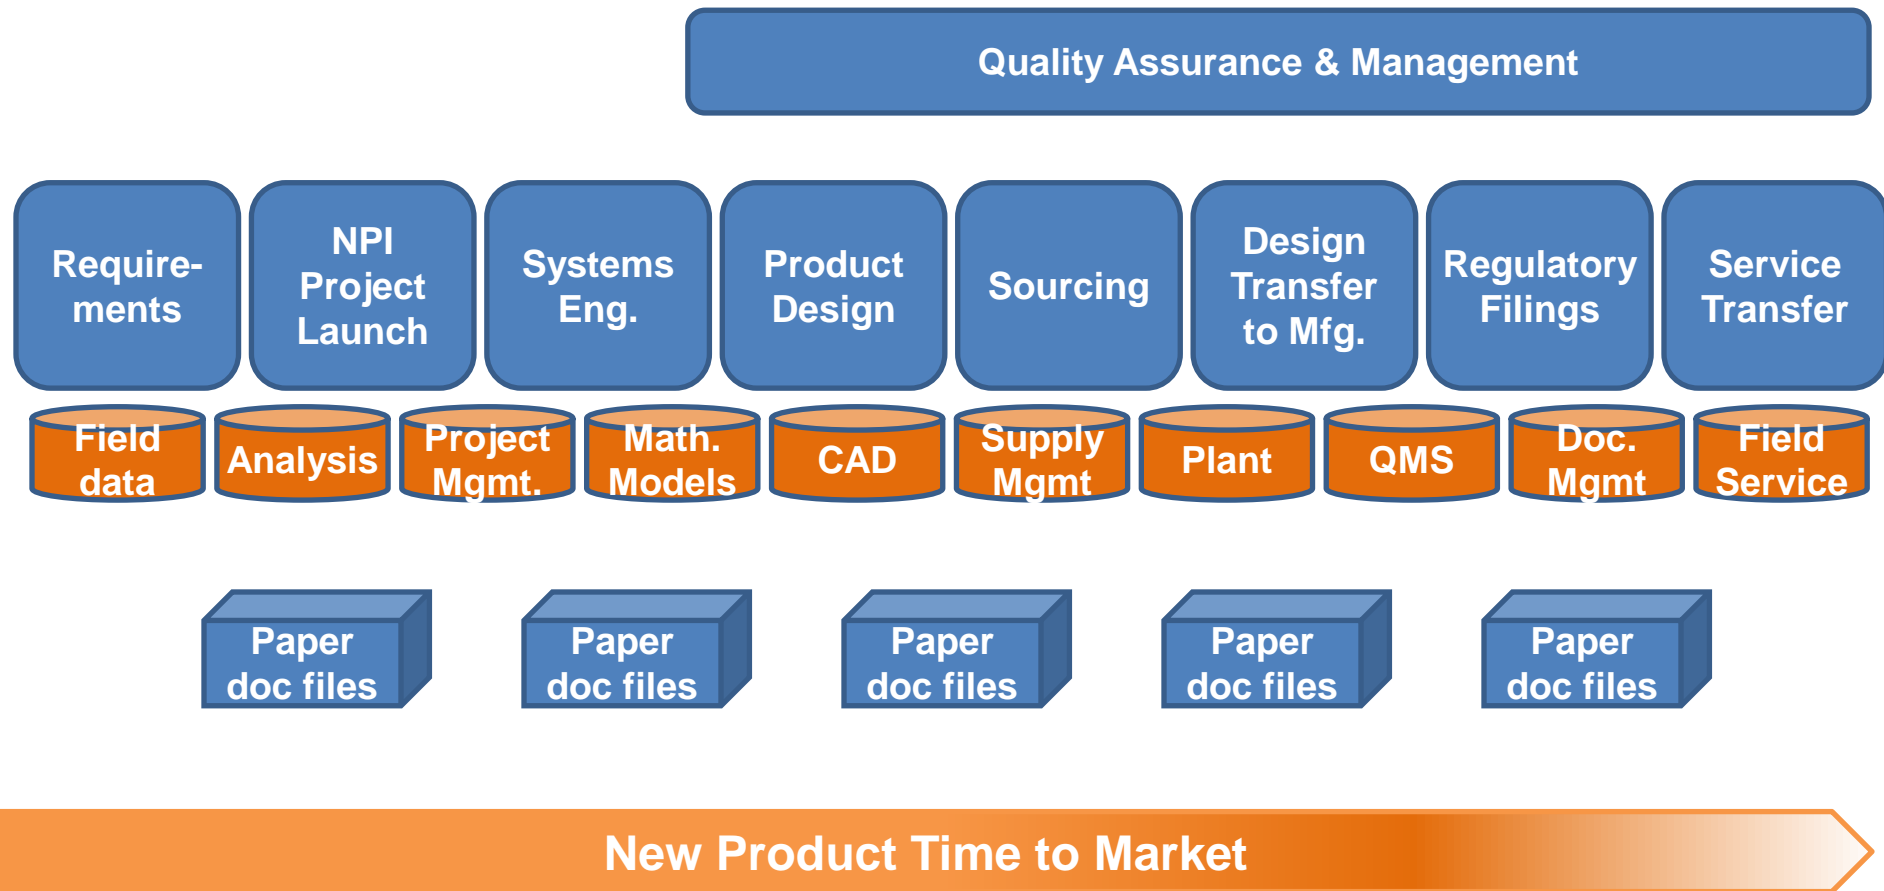 Quality Assurance & Management
Require-
ments
NPI
Project
Launch
Systems
Eng.
Product
Design
Sourcing
Design
Transfer
to Mfg.
Regulatory
Filings
Service
Transfer
Field
data
Analysis
Project
Mgmt.
Math.
Models
CAD
Supply
Mgmt
Plant
QMS
Doc.
Mgmt
Field
Service
Paper
doc files
Paper
doc files
Paper
doc files
Paper
doc files
Paper
doc files
New Product Time to Market